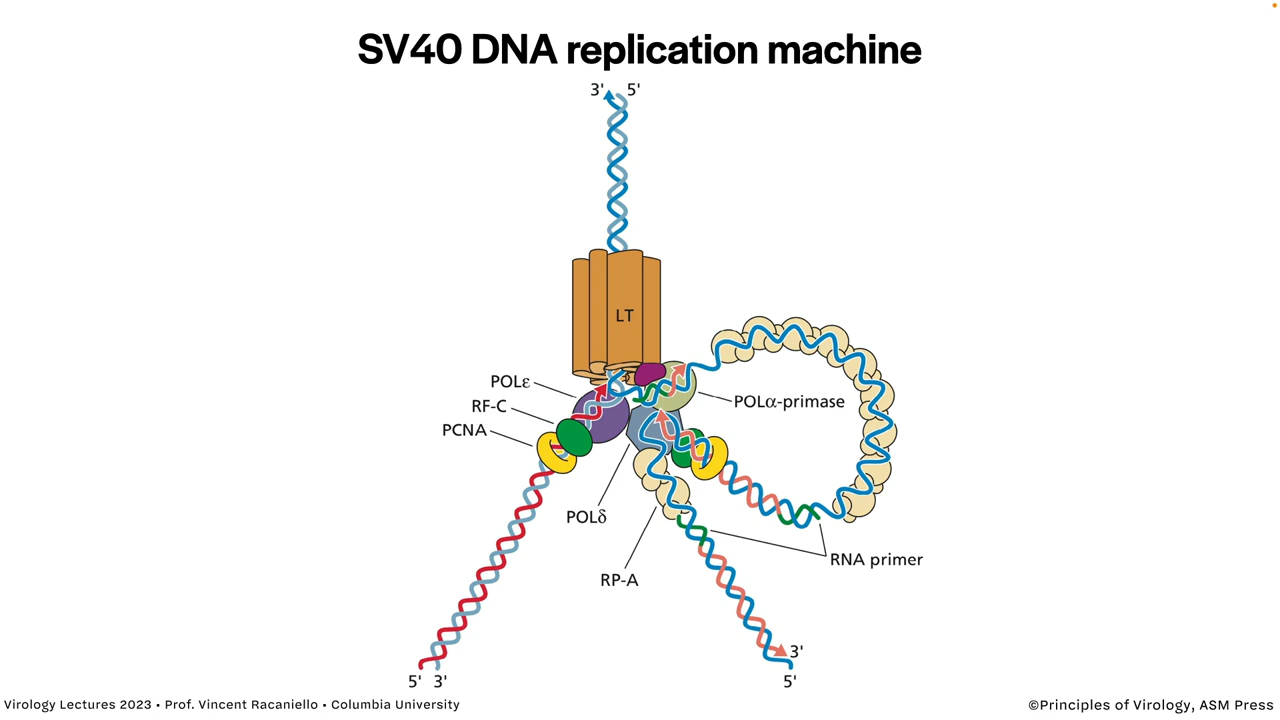 SV40 DNA replication machine
3' 5'
LT
POLε
RF-C
PCNA
POLα-primase
POLδ
RP-A
RNA primer
3'
5' 3'
5'
Virology Lectures 2023 • Prof. Vincent Racaniello • Columbia University
©Principles of Virology, ASM Press